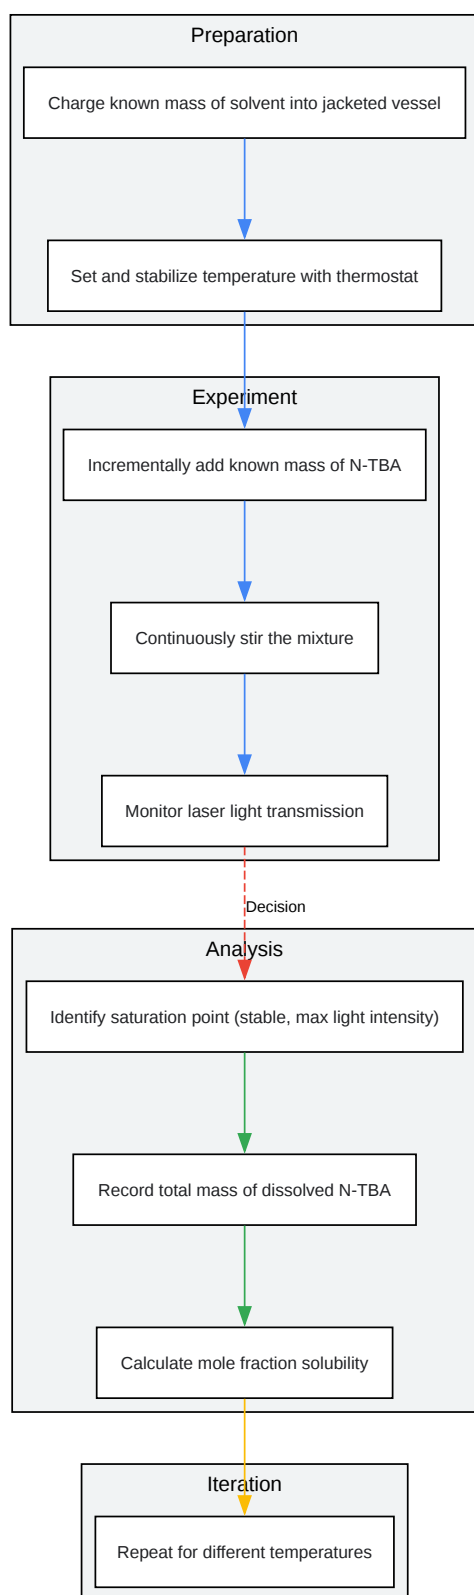 Preparation
Charge known mass of solvent into jacketed vessel
Set and stabilize temperature with thermostat
Experiment
Incrementally add known mass of N-TBA
Continuously stir the mixture
Monitor laser light transmission
Decision
Analysis
Identify saturation point (stable, max light intensity)
Record total mass of dissolved N-TBA
Calculate mole fraction solubility
Iteration
Repeat for different temperatures